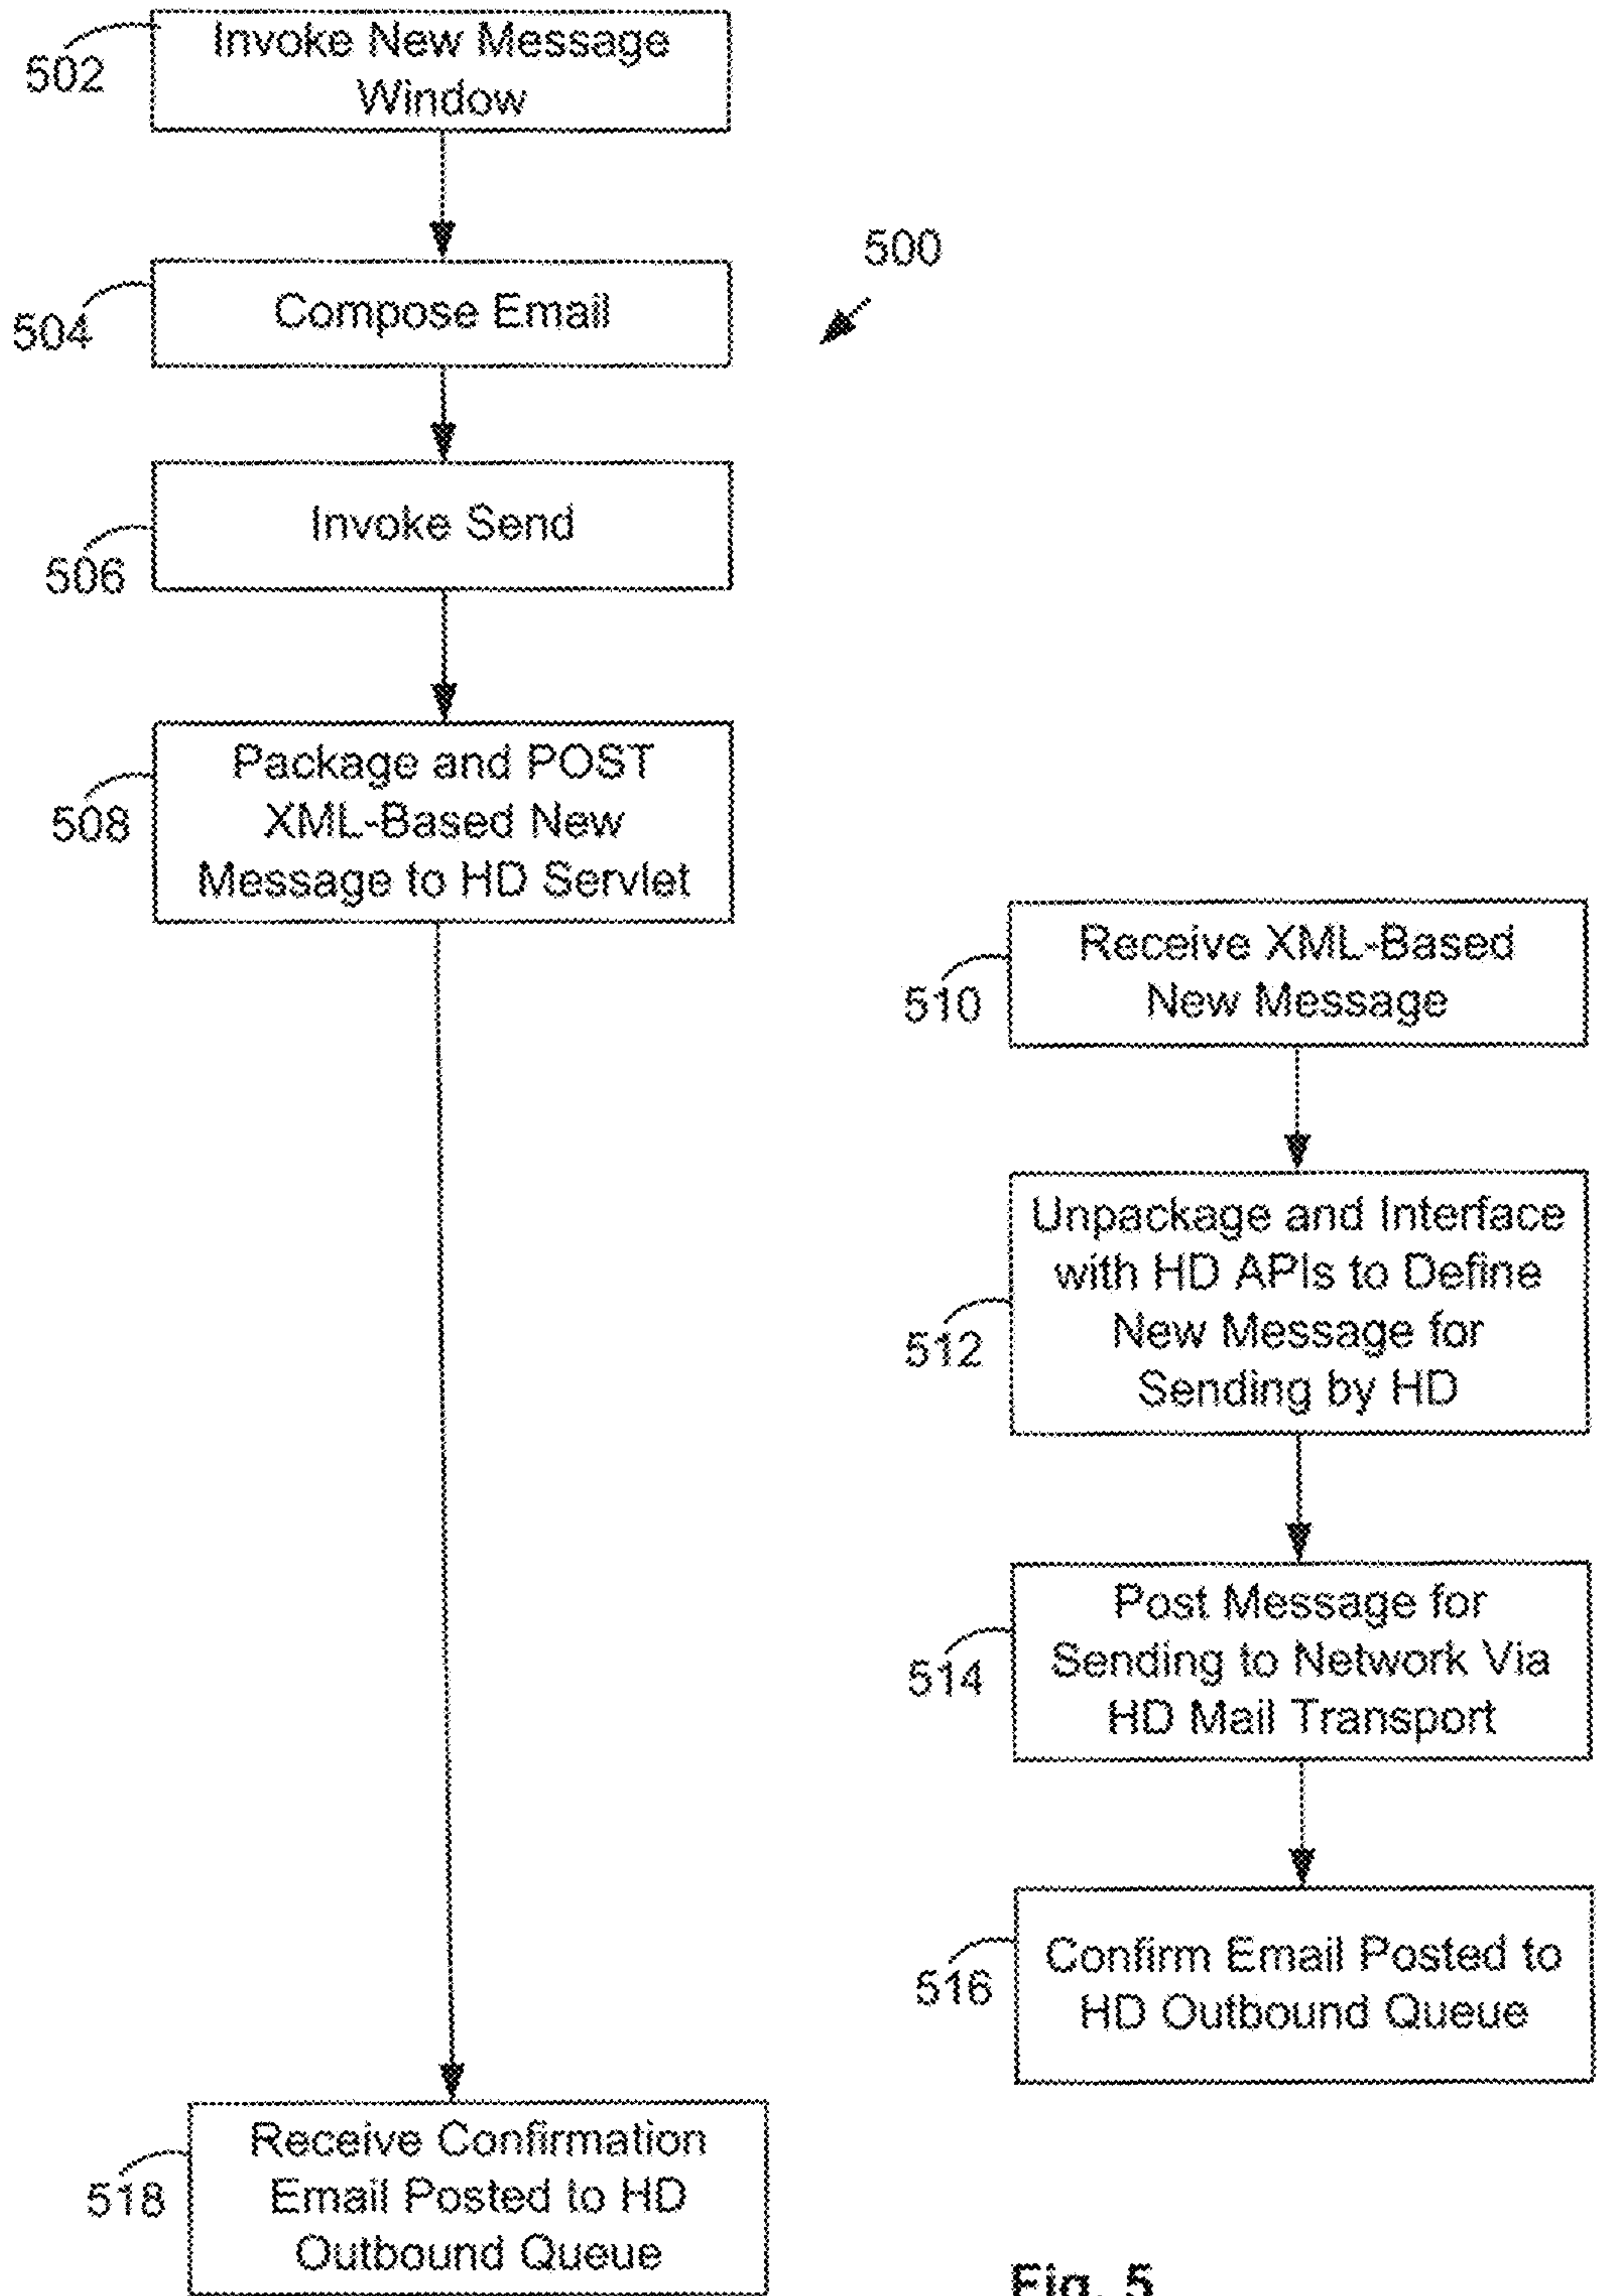 502
Invoke New Message
Window
500
504
Compose Email
506
Invoke Send
508
Package and POST
XML-Based New
Message to HD Servlet
510
Receive XML-Based
New Message
512
Unpackage and Interface
with HD APIs to Define
New Message for
Sending by HD
514
Post Message for
Sending to Network Via
HD Mail Transport
516
Confirm Email Posted to
HD Outbound Queue
518
Receive Confirmation
Email Posted to HD
Outbound Queue
Fig. 5